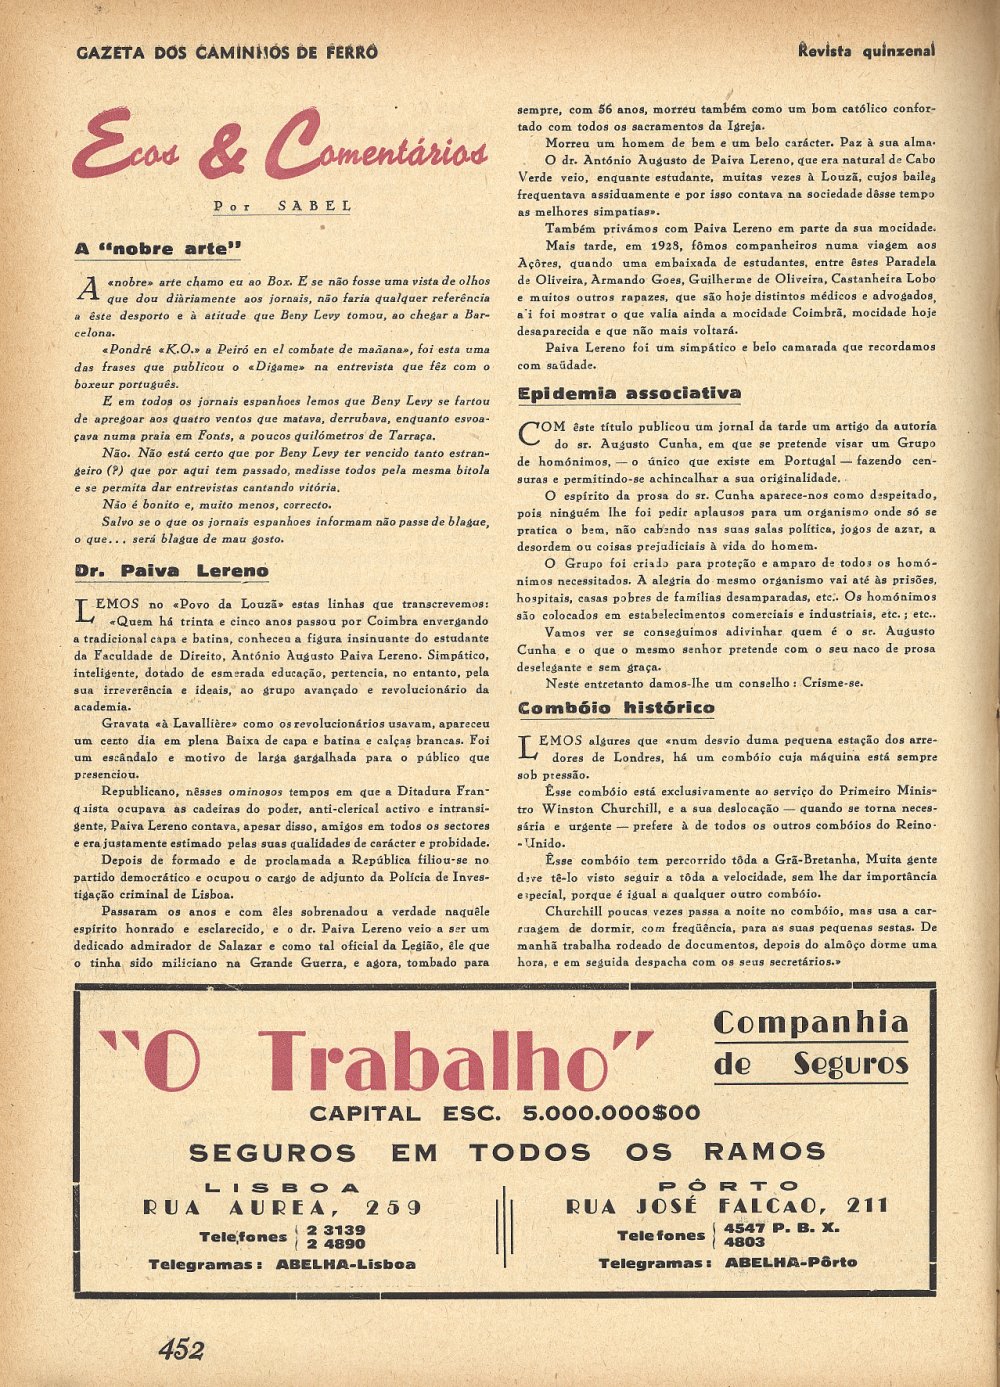 GAZETA DOS CAMINHOS DE FERRO
Revista quinzenal
Ecos & Comentários
Por SABEL
A "nobre arte"
A «nobre» arte chamo eu ao Box. E se não fosse uma vista de olhos
que dou diàriamente aos jornais, não faria qualquer referência
a êste desporto e à atitude que Beny Levy tomou, ao chegar a Bar-
celona.
«Pondré «K.O.» a Peiró en el combate de mañana», foi esta uma
das frases que publicou o «Digame» na entrevista que fêz com o
boxeur português.
E em todos os jornais espanhoes lemos que Beny Levy se fartou
de apregoar aos quatro ventos que matava, derrubava, enquanto esvoa-
çava numa praia em Fonts, a poucos quilómetros de Tarraça.
Não. Não está certo que por Beny Levy ter vencido tanto estran-
geiro (?) que por aqui tem passado, medisse todos pela mesma bitola
e se permita dar entrevistas cantando vitória.
Não é bonito e, muito menos, correcto.
Salvo se o que os jornais espanhoes informam não passe de blague,
o que... será blague de mau gosto.
Dr. Paiva Lereno
LEMOS no «Povo da Louzã» estas linhas que transcrevemos:
«Quem há trinta e cinco anos passou por Coimbra envergando
a tradicional capa e batina, conheceu a figura insinuante do estudante
da Faculdade de Direito, António Augusto Paiva Lereno. Simpático,
inteligente, dotado de esmerada educação, pertencia, no entanto, pela
sua irreverência e ideais, ao grupo avançado e revolucionário da
academia.
Gravata «à Lavallière» como os revolucionários usavam, apareceu
um certo dia em plena Baixa de capa e batina e calças brancas. Foi
um escândalo e motivo de larga gargalhada para o público que
presenciou.
Republicano, nêsses ominosos tempos em que a Ditadura Fran-
quista ocupava as cadeiras do poder, anti-clerical activo e intransi-
gente, Paiva Lereno contava, apesar disso, amigos em todos os sectores
e era justamente estimado pelas suas qualidades de carácter e probidade.
Depois de formado e de proclamada a República filiou-se no
partido democrático e ocupou o cargo de adjunto da Polícia de Inves-
tigação criminal de Lisboa.
Passaram os anos e com êles sobrenadou a verdade naquêle
espírito honrado e esclarecido, e o dr. Paiva Lereno veio a ser um
dedicado admirador de Salazar e como tal oficial da Legião, êle que
o tinha sido miliciano na Grande Guerra, e agora, tombado para
sempre, com 56 anos, morreu também como um bom católico confor-
tado com todos os sacramentos da Igreja.
Morreu um homem de bem e um belo carácter. Paz à sua alma.
O dr. António Augusto de Paiva Lereno, que era natural de Cabo
Verde veio, enquante estudante, muitas vezes à Louzã, cujos bailes
frequentava assiduamente e por isso contava na sociedade dêsse tempo
as melhores simpatias».
Também privámos com Paiva Lereno em parte da sua mocidade.
Mais tarde, em 1928, fômos companheiros numa viagem aos
Açôres, quando uma embaixada de estudantes, entre êstes Paradela
de Oliveira, Armando Goes, Guilherme de Oliveira, Castanheira Lobo
e muitos outros rapazes, que são hoje distintos médicos e advogados,
aí foi mostrar o que valia ainda a mocidade Coimbrã, mocidade hoje
desaparecida e que não mais voltará.
Paiva Lereno foi um simpático e belo camarada que recordamos
com saüdade.
Epidemia associativa
COM êste título publicou um jornal da tarde um artigo da autoria
do sr. Augusto Cunha, em que se pretende visar um Grupo
de homónimos, — o único que existe em Portugal — fazendo cen-
suras e permitindo-se achincalhar a sua originalidade.
O espírito da prosa do sr. Cunha aparece-nos como despeitado,
pois ninguém lhe foi pedir aplausos para um organismo onde só se
pratica o bem, não cabendo nas suas salas política, jogos de azar, a
desordem ou coisas prejudiciais à vida do homem.
O Grupo foi criado para proteção e amparo de todos os homó-
nimos necessitados. A alegria do mesmo organismo vai até às prisões,
hospitais, casas pobres de famílias desamparadas, etc. Os homónimos
são colocados em estabelecimentos comerciais e industriais, etc. ; etc..
Vamos ver se conseguimos adivinhar quem é o sr. Augusto
Cunha e o que o mesmo senhor pretende com o seu naco de prosa
deselegante e sem graça.
Neste entretanto damos-lhe um conselho : Crisme-se.
Combóio histórico
LEMOS algures que «num desvio duma pequena estação dos arre-
dores de Londres, há um combóio cuja máquina está sempre
sob pressão.
Êsse combóio está exclusivamente ao serviço do Primeiro Minis-
tro Winston Churchill, e a sua deslocação — quando se torna neces-
sária e urgente — prefere à de todos os outros combóios do Reino-
-Unido.
Êsse combóio tem percorrido tôda a Grã-Bretanha, Muita gente
deve tê-lo visto seguir a tôda a velocidade, sem lhe dar importância
especial, porque é igual a qualquer outro combóio.
Churchill poucas vezes passa a noite no combóio, mas usa a car-
ruagem de dormir, com freqüência, para as suas pequenas sestas. De
manhã trabalha rodeado de documentos, depois do almôço dorme uma
hora, e em seguida despacha com os seus secretários.»
"O Trabalho"
Companhia
de Seguros
CAPITAL ESC. 5.000.000$00
SEGUROS EM TODOS OS RAMOS
LISBOA
RUA AUREA, 259
Telefones 2 3139
2 4890
Telegramas: ABELHA-Lisboa
PÔRTO
RUA JOSÉ FALCAO, 211
Telefones 4547 P. B. X.
4803
Telegramas: ABELHA-Pôrto
452